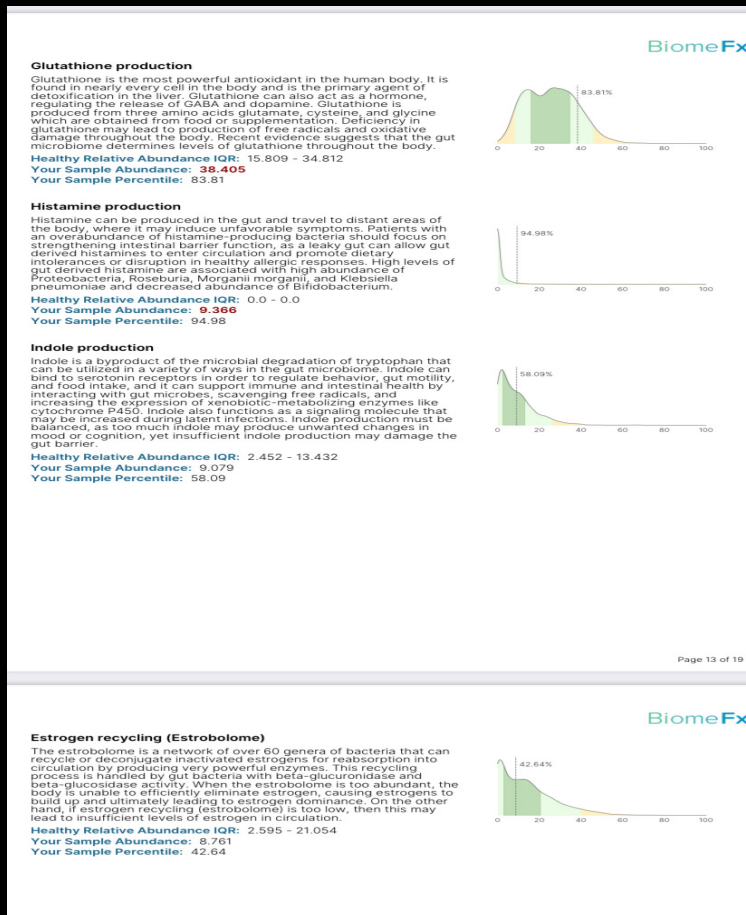 BiomeFx
Glutathione production
Glutathione is the most powerful antioxidant in the human body. It is
found in nearly every cell in the body and is the primary agent of
detoxification in the liver. Glutathione can also act as a hormone,
regulating the release of GABA and dopamine. Glutathione is
produced from three amino acids glutamate, cysteine, and glycine
which are obtained from food or supplementation. Deficiency in
glutathione may lead to production of free radicals and oxidative
damage throughout the body. Recent evidence suggests that the gut
microbiome determines levels of glutathione throughout the body.
Healthy Relative Abundance IQR: 15.809 - 34.812
Your Sample Abundance: 38.405
Your Sample Percentile: 83.81
83.81%
0 20 40 60 80 100
Histamine production
Histamine can be produced in the gut and travel to distant areas of
the body, where it may induce unfavorable symptoms. Patients with
an overabundance of histamine-producing bacteria should focus on
strengthening intestinal barrier function, as a leaky gut can allow gut
derived histamines to enter circulation and promote dietary
intolerances or disruption in healthy allergic responses. High levels of
gut derived histamine are associated with high abundance of
Proteobacteria, Roseburia, Morganii morganii, and Klebsiella
pneumoniae and decreased abundance of Bifidobacterium.
Healthy Relative Abundance IQR: 0.0 - 0.0
Your Sample Abundance: 9.366
Your Sample Percentile: 94.98
94.98%
0 20 40 60 80 100
Indole production
Indole is a byproduct of the microbial degradation of tryptophan that
can be utilized in a variety of ways in the gut microbiome. Indole can
bind to serotonin receptors in order to regulate behavior, gut motility,
and food intake, and it can support immune and intestinal health by
interacting with gut microbes, scavenging free radicals, and
increasing the expression of xenobiotic-metabolizing enzymes like
cytochrome P450. Indole also functions as a signaling molecule that
may be increased during latent infections. Indole production must be
balanced, as too much indole may produce unwanted changes in
mood or cognition, yet insufficient indole production may damage the
gut barrier.
Healthy Relative Abundance IQR: 2.452 - 13.432
Your Sample Abundance: 9.079
Your Sample Percentile: 58.09
58.09%
0 20 40 60 80 100
Page 13 of 19
BiomeFx
Estrogen recycling (Estrobolome)
The estrobolome is a network of over 60 genera of bacteria that can
recycle or deconjugate inactivated estrogens for reabsorption into
circulation by producing very powerful enzymes. This recycling
process is handled by gut bacteria with beta-glucuronidase and
beta-glucosidase activity. When the estrobolome is too abundant, the
body is unable to efficiently eliminate estrogen, causing estrogens to
build up and ultimately leading to estrogen dominance. On the other
hand, if estrogen recycling (estrobolome) is too low, then this may
lead to insufficient levels of estrogen in circulation.
Healthy Relative Abundance IQR: 2.595 - 21.054
Your Sample Abundance: 8.761
Your Sample Percentile: 42.64
42.64%
0 20 40 60 80 100